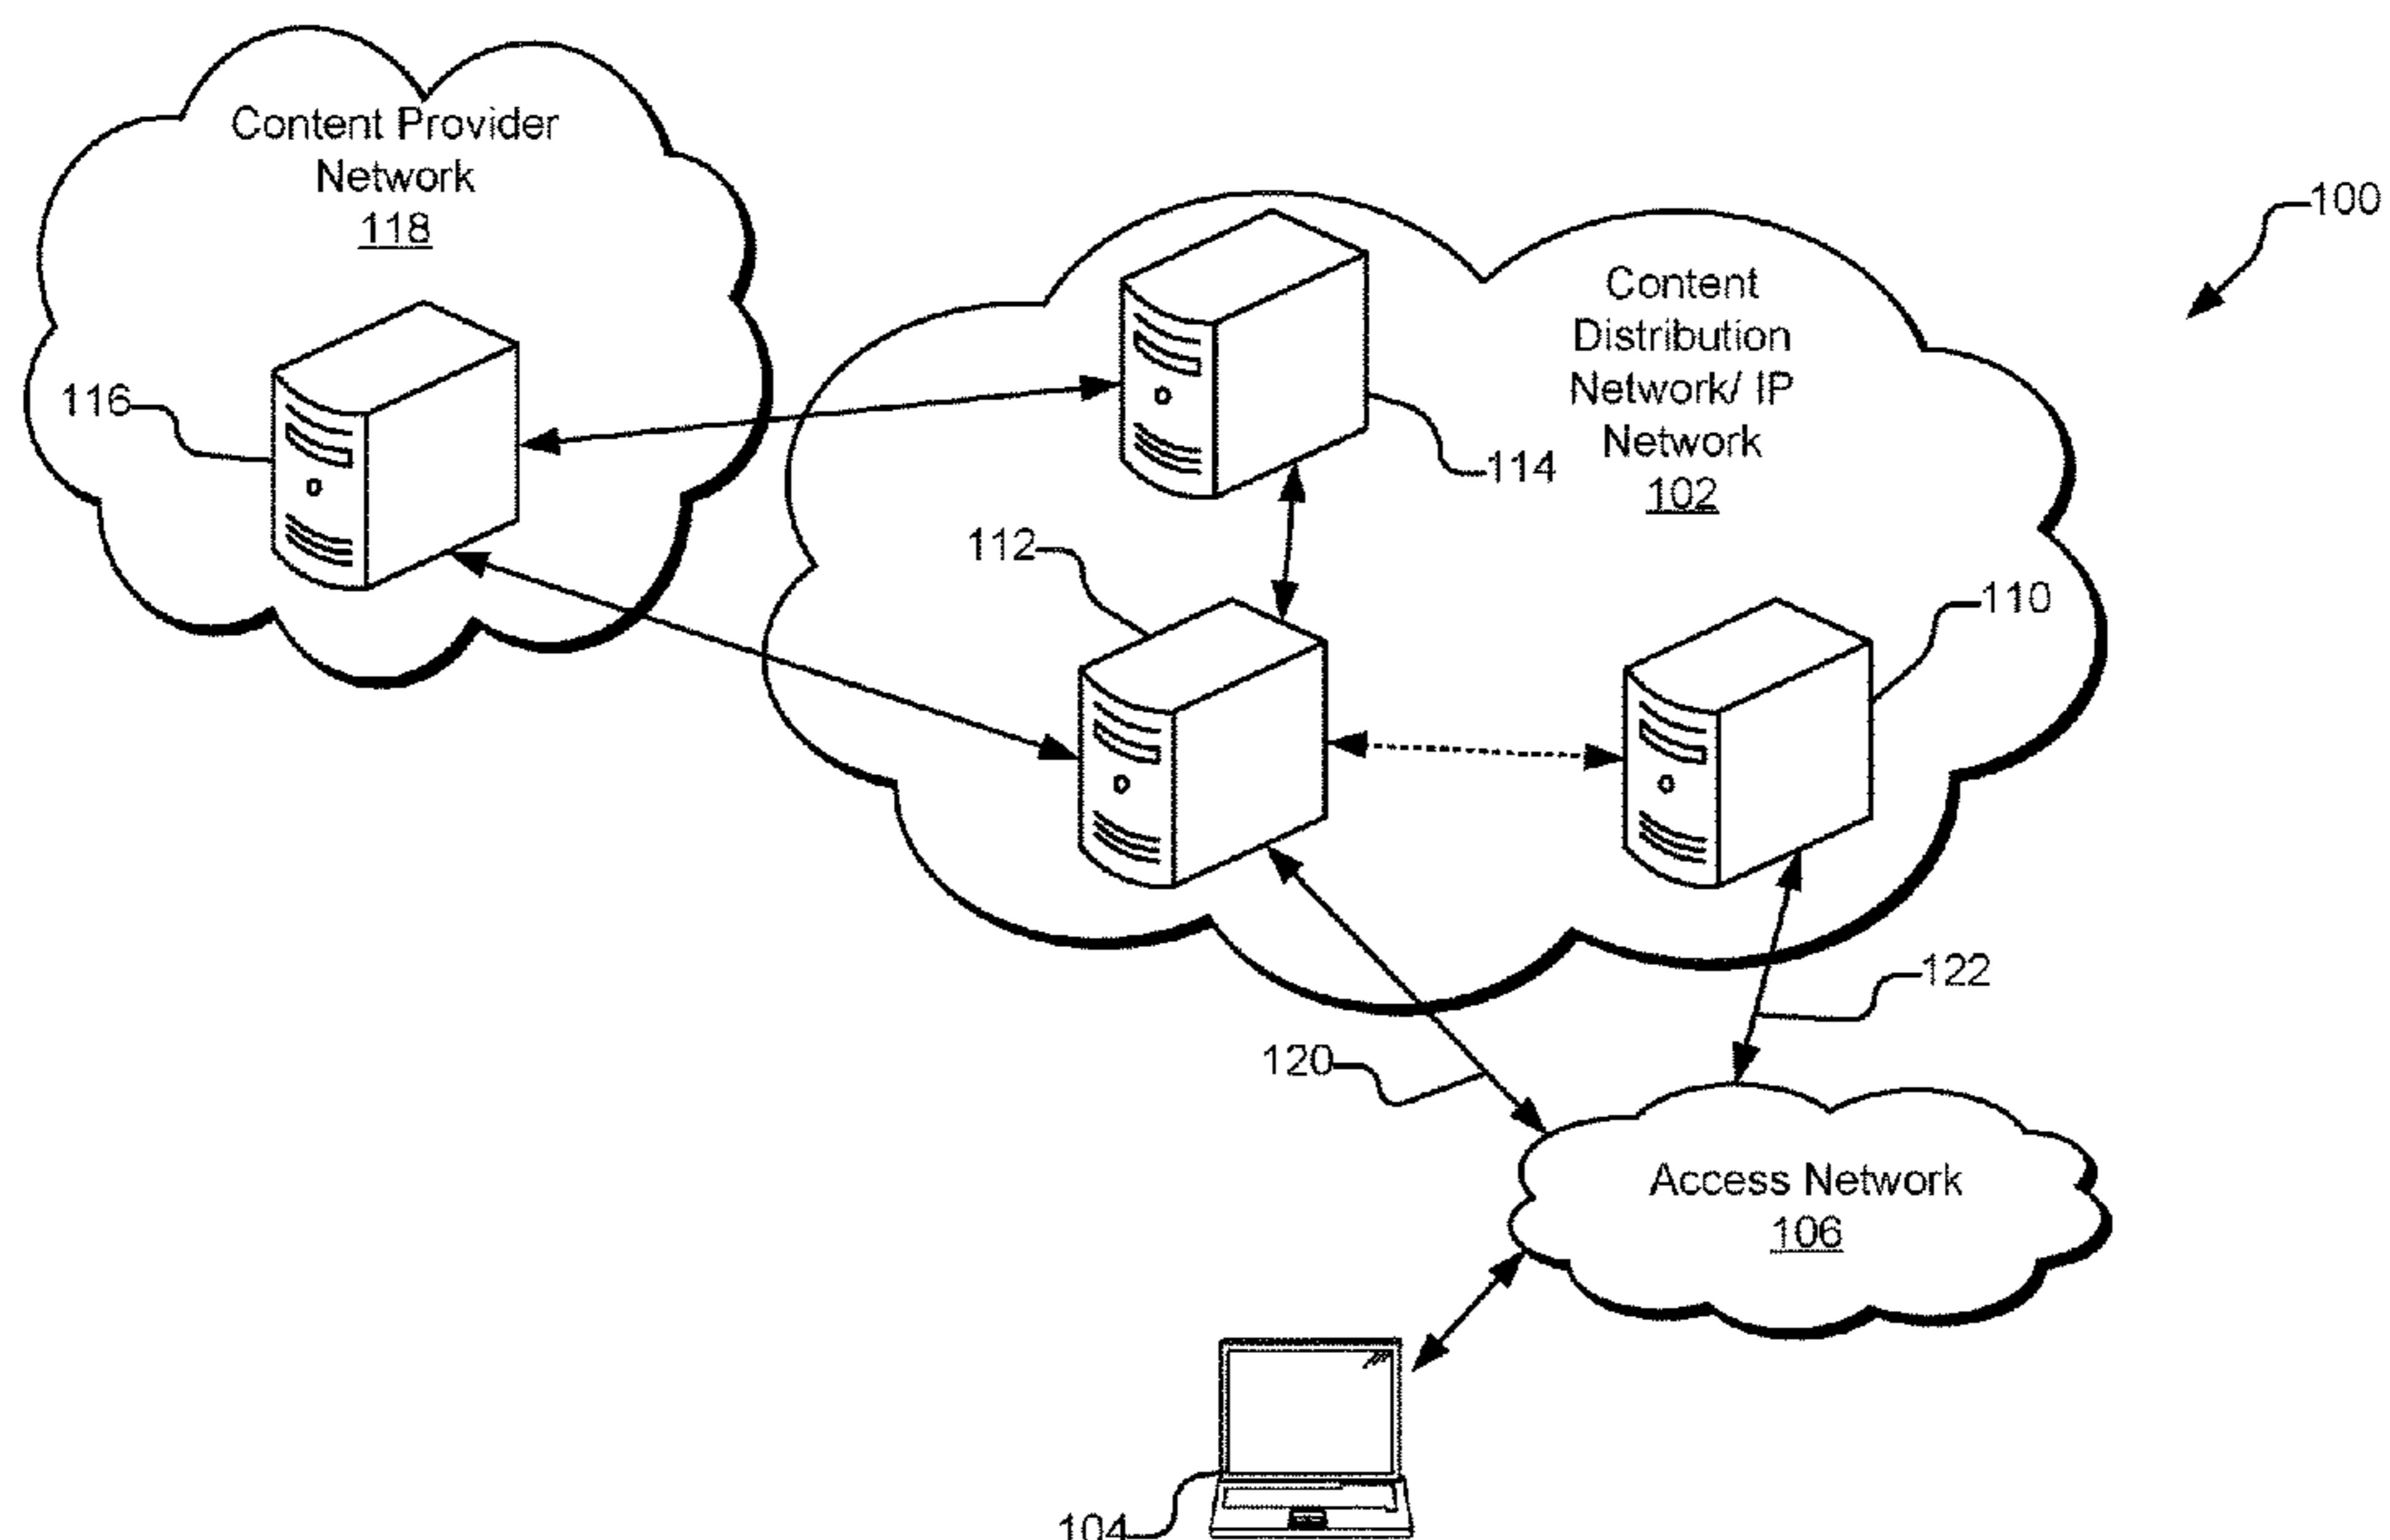 Content Provider
Network
118
100
Content
Distribution
Network/ IP
Network
102
116
114
112
110
122
120
Access Network
106
104